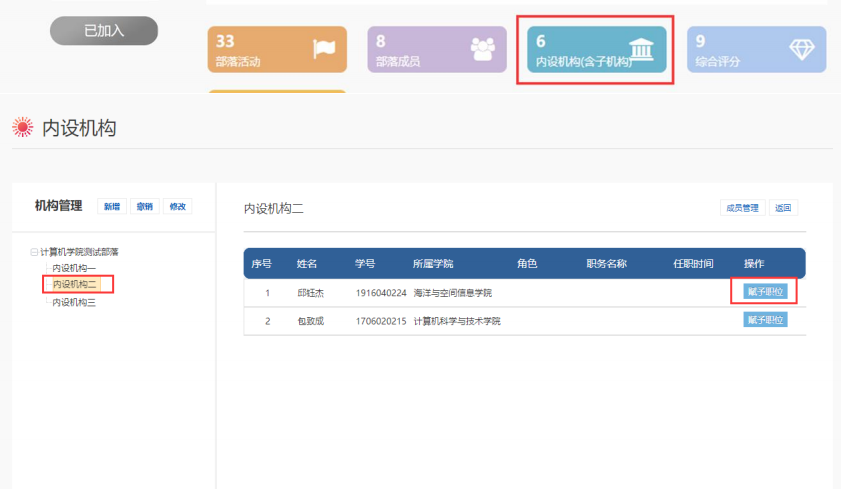 已加入
33
部落活动
8
部落成员
6
内设机构(含子机构)
9
综合评分
内设机构
机构管理 新增 撤销 修改
计算机学院测试部落
内设机构一
内设机构二
内设机构三
内设机构二 成员管理 返回
序号 姓名 学号 所属学院 角色 职务名称 任职时间 操作
1 邱钰杰 1916040224 海洋与空间信息学院 赋予职位
2 包致成 1706020215 计算机科学与技术学院 赋予职位